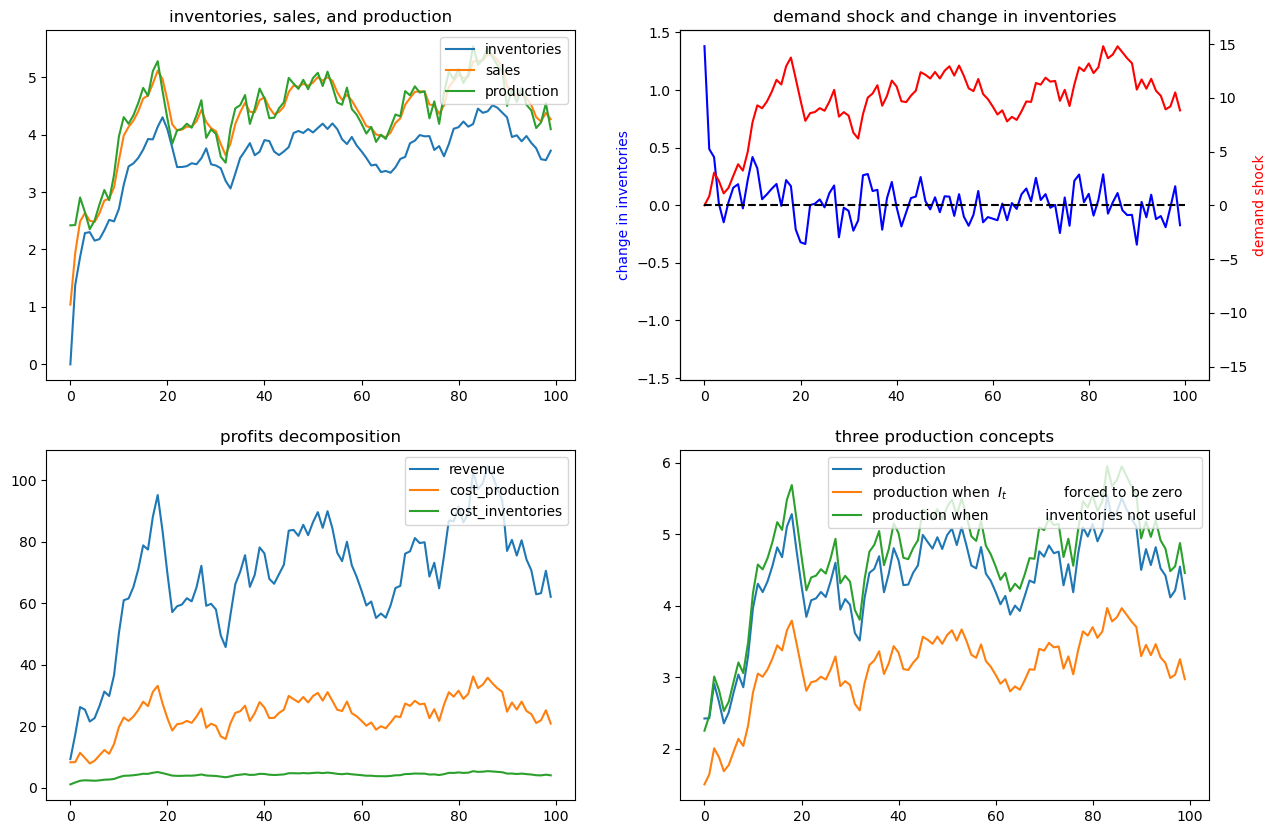 inventories, sales, and production
inventories
sales
production
5
4
3
2
1
0
0 20 40 60 80 100
demand shock and change in inventories
change in inventories
1.5
1.0
0.5
0.0
−0.5
−1.0
−1.5
15
10
5
0
−5
−10
−15
demand shock
0 20 40 60 80 100
profits decomposition
revenue
cost_production
cost_inventories
100
80
60
40
20
0
0 20 40 60 80 100
three production concepts
production
production when I_t forced to be zero
production when inventories not useful
6
5
4
3
2
0 20 40 60 80 100